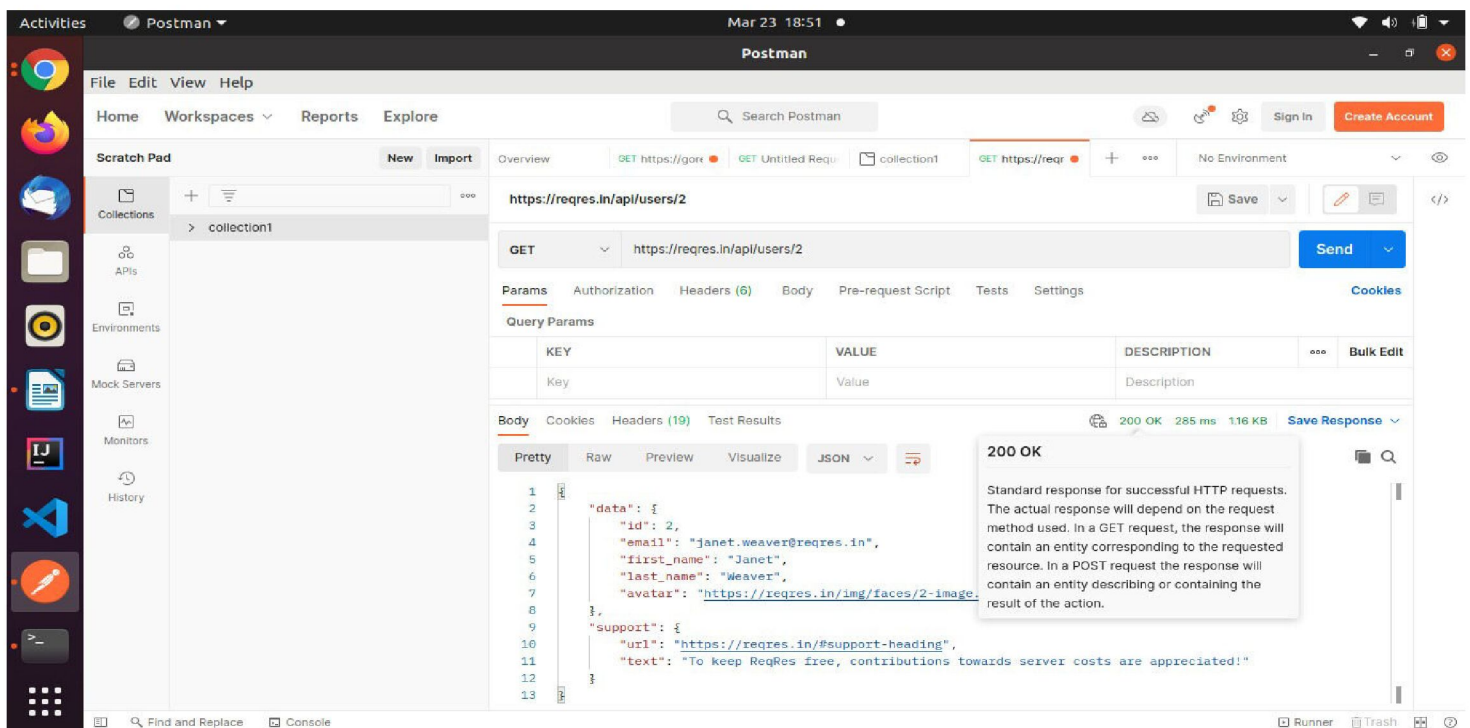 Activities Postman Mar 23 18:51
Postman
File Edit View Help
Home Workspaces Reports Explore Search Postman Sign In Create Account
Scratch Pad New Import Overview GET https://gore GET Untitled Requ collection1 GET https://reqr No Environment
Collections
collection1
APIs
Environments
Mock Servers
Monitors
History
https://reqres.in/api/users/2 Save
GET https://reqres.in/api/users/2 Send
Params Authorization Headers (6) Body Pre-request Script Tests Settings Cookies
Query Params
KEY VALUE DESCRIPTION Bulk Edit
Key Value Description
Body Cookies Headers (19) Test Results 200 OK 285 ms 1.16 KB Save Response
Pretty Raw Preview Visualize JSON
200 OK
Standard response for successful HTTP requests.
The actual response will depend on the request
method used. In a GET request, the response will
contain an entity corresponding to the requested
resource. In a POST request the response will
contain an entity describing or containing the
result of the action.
1 {
2 "data": {
3 "id": 2,
4 "email": "janet.weaver@reqres.in",
5 "first_name": "Janet",
6 "last_name": "Weaver",
7 "avatar": "https://reqres.in/img/faces/2-image.
8 },
9 "support": {
10 "url": "https://reqres.in/#support-heading",
11 "text": "To keep ReqRes free, contributions towards server costs are appreciated!"
12 }
13 }
Find and Replace Console Runner Trash